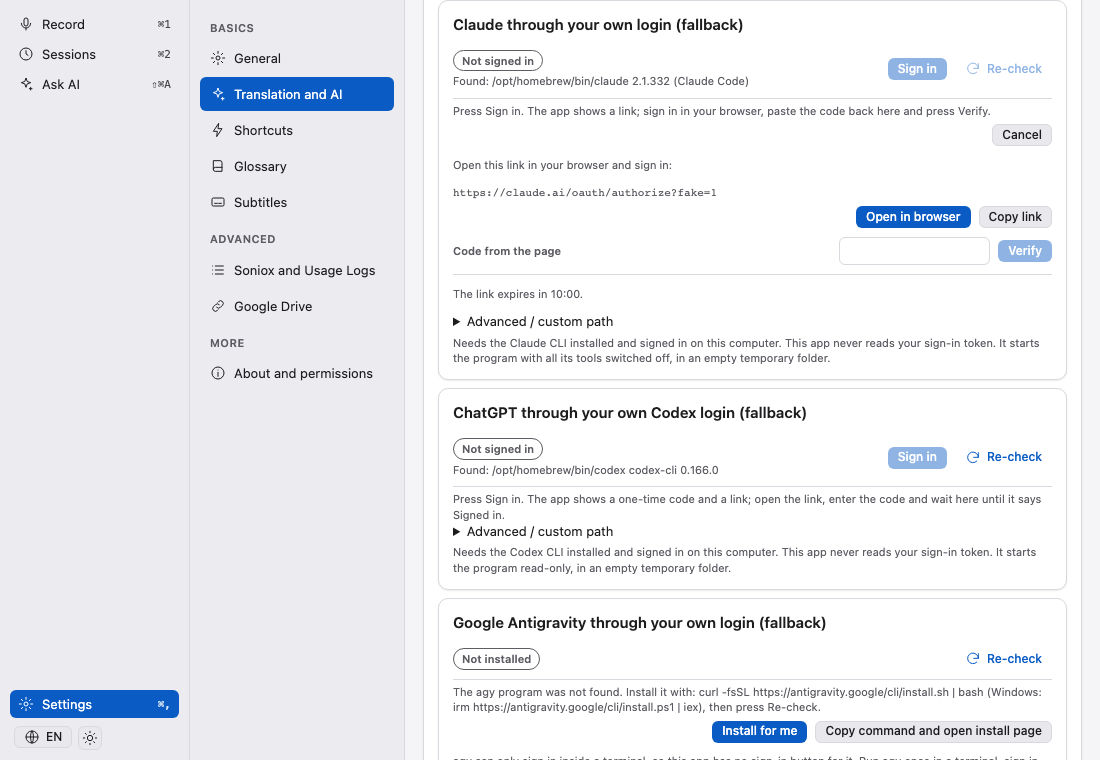 Record ⌘1
Sessions ⌘2
Ask AI ⇧⌘A
Settings ⌘,
EN
BASICS
General
Translation and AI
Shortcuts
Glossary
Subtitles
ADVANCED
Soniox and Usage Logs
Google Drive
MORE
About and permissions
Claude through your own login (fallback)
Not signed in
Found: /opt/homebrew/bin/claude 2.1.332 (Claude Code)
Sign in
Re-check
Press Sign in. The app shows a link; sign in in your browser, paste the code back here and press Verify.
Cancel
Open this link in your browser and sign in:
https://claude.ai/oauth/authorize?fake=1
Open in browser
Copy link
Code from the page
Verify
The link expires in 10:00.
Advanced / custom path
Needs the Claude CLI installed and signed in on this computer. This app never reads your sign-in token. It starts
the program with all its tools switched off, in an empty temporary folder.
ChatGPT through your own Codex login (fallback)
Not signed in
Found: /opt/homebrew/bin/codex codex-cli 0.166.0
Sign in
Re-check
Press Sign in. The app shows a one-time code and a link; open the link, enter the code and wait here until it says
Signed in.
Advanced / custom path
Needs the Codex CLI installed and signed in on this computer. This app never reads your sign-in token. It starts
the program read-only, in an empty temporary folder.
Google Antigravity through your own login (fallback)
Not installed
Re-check
The agy program was not found. Install it with: curl -fsSL https://antigravity.google/cli/install.sh | bash (Windows:
irm https://antigravity.google/cli/install.ps1 | iex), then press Re-check.
Install for me
Copy command and open install page